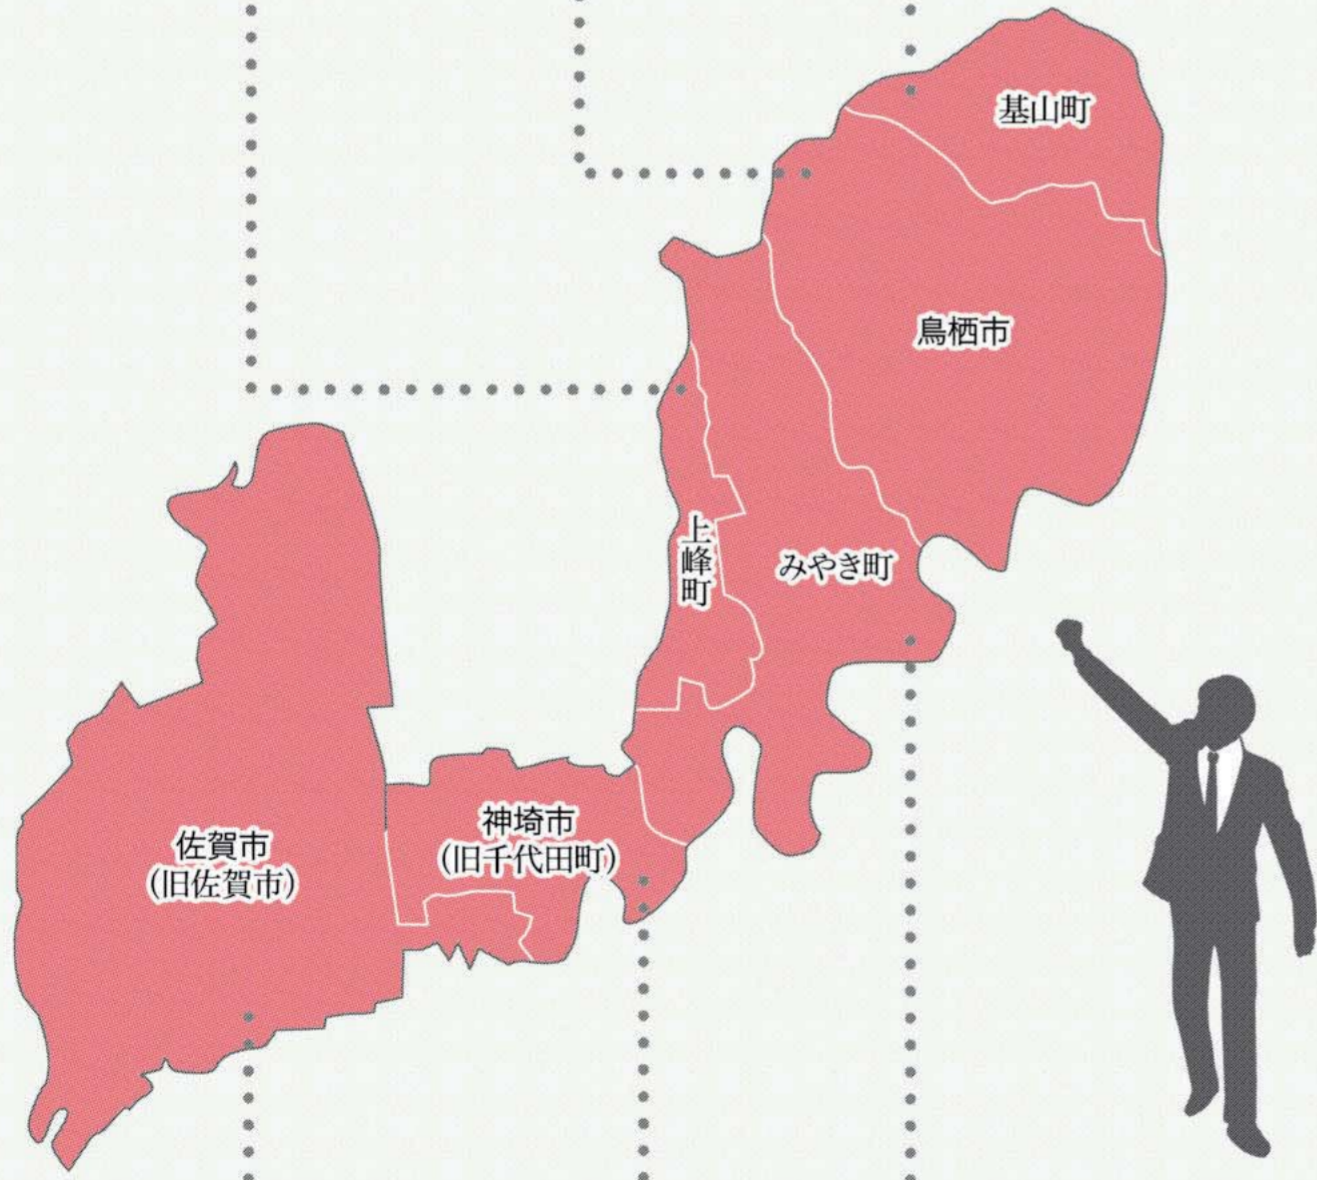 基山町
鳥栖市
上峰町
みやき町
神埼市
（旧千代田町）
佐賀市
（旧佐賀市）